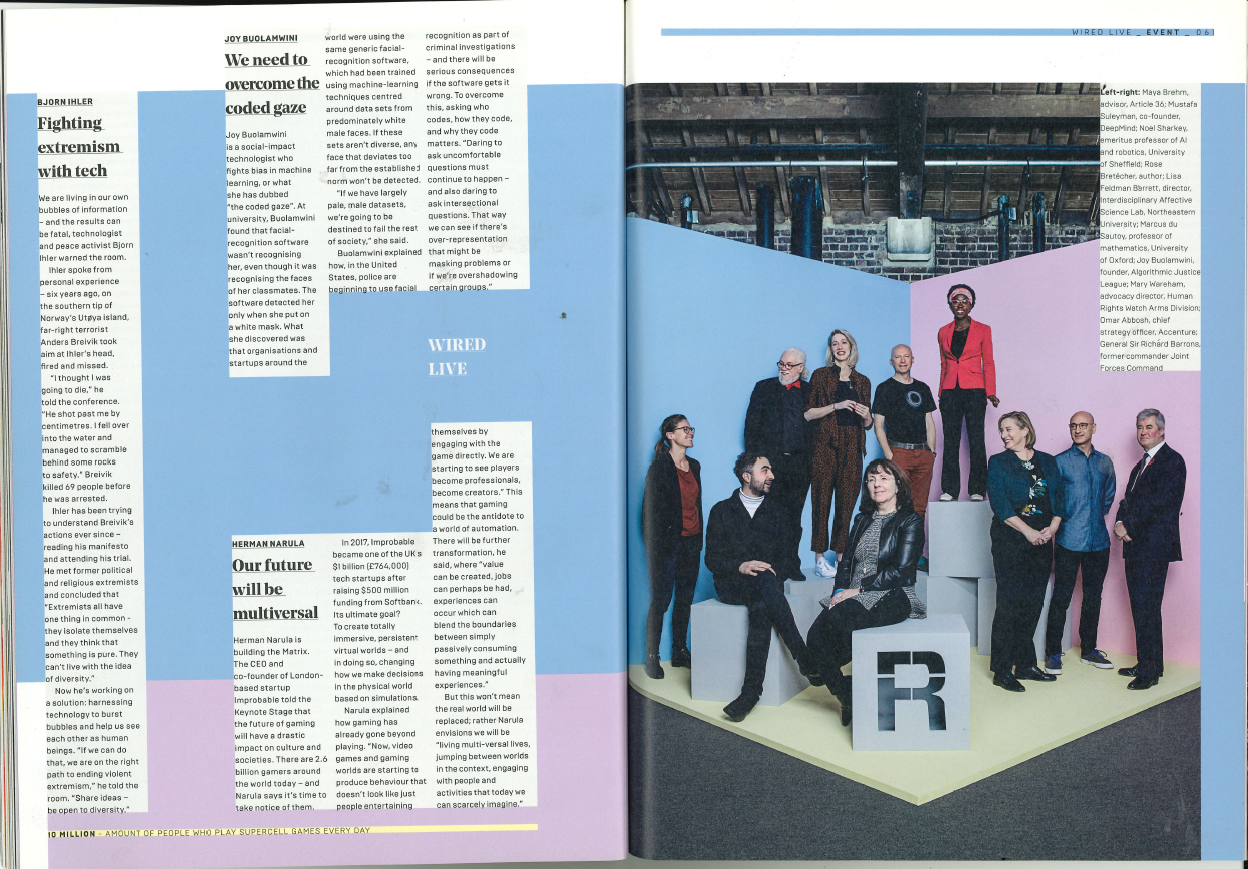 BJORN IHLER
Fighting
extremism
with tech
We are living in our own
bubbles of information
– and the results can
be fatal, technologist
and peace activist Bjorn
Ihler warned the room.
Ihler spoke from
personal experience
– six years ago, on
the southern tip of
Norway's Utøya island,
far-right terrorist
Anders Breivik took
aim at Ihler's head,
fired and missed.
"I thought I was
going to die," he
told the conference.
"He shot past me by
centimetres. I fell over
into the water and
managed to scramble
behind some rocks
to safety." Breivik
killed 69 people before
he was arrested.
Ihler has been trying
to understand Breivik's
actions ever since –
reading his manifesto
and attending his trial.
He met former political
and religious extremists
and concluded that
"Extremists all have
one thing in common -
they isolate themselves
and they think that
something is pure. They
can't live with the idea
of diversity."
Now he's working on
a solution: harnessing
technology to burst
bubbles and help us see
each other as human
beings. "If we can do
that, we are on the right
path to ending violent
extremism," he told the
room. "Share ideas –
be open to diversity."
JOY BUOLAMWINI
We need to
overcome the
coded gaze
Joy Buolamwini
is a social-impact
technologist who
fights bias in machine
learning, or what
she has dubbed
"the coded gaze". At
university, Buolamwini
found that facial-
recognition software
wasn't recognising
her, even though it was
recognising the faces
of her classmates. The
software detected her
only when she put on
a white mask. What
she discovered was
that organisations and
startups around the
world were using the
same generic facial-
recognition software,
which had been trained
using machine-learning
techniques centred
around data sets from
predominately white
male faces. If these
sets aren't diverse, any
face that deviates too
far from the established
norm won't be detected.
"If we have largely
pale, male datasets,
we're going to be
destined to fail the rest
of society," she said.
Buolamwini explained
how, in the United
States, police are
beginning to use facial
recognition as part of
criminal investigations
– and there will be
serious consequences
if the software gets it
wrong. To overcome
this, asking who
codes, how they code,
and why they code
matters. "Daring to
ask uncomfortable
questions must
continue to happen –
and also daring to
ask intersectional
questions. That way
we can see if there's
over-representation
that might be
masking problems or
if we're overshadowing
certain groups."
WIRED
LIVE
HERMAN NARULA
Our future
will be
multiversal
Herman Narula is
building the Matrix.
The CEO and
co-founder of London-
based startup
Improbable told the
Keynote Stage that
the future of gaming
will have a drastic
impact on culture and
societies. There are 2.6
billion gamers around
the world today – and
Narula says it's time to
take notice of them.
In 2017, Improbable
became one of the UK's
$1 billion (£764,000)
tech startups after
raising $500 million
funding from Softbank.
Its ultimate goal?
To create totally
immersive, persistent
virtual worlds – and
in doing so, changing
how we make decisions
in the physical world
based on simulations.
Narula explained
how gaming has
already gone beyond
playing. "Now, video
games and gaming
worlds are starting to
produce behaviour that
doesn't look like just
people entertaining
themselves by
engaging with the
game directly. We are
starting to see players
become professionals,
become creators." This
means that gaming
could be the antidote to
a world of automation.
There will be further
transformation, he
said, where "value
can be created, jobs
can perhaps be had,
experiences can
occur which can
blend the boundaries
between simply
passively consuming
something and actually
having meaningful
experiences."
But this won't mean
the real world will be
replaced; rather Narula
envisions we will be
"living multi-versal lives,
jumping between worlds
in the context, engaging
with people and
activities that today we
can scarcely imagine."
10 MILLION – AMOUNT OF PEOPLE WHO PLAY SUPERCELL GAMES EVERY DAY
WIRED LIVE _ EVENT _ 061
Left-right: Maya Brehm,
advisor, Article 36; Mustafa
Suleyman, co-founder,
DeepMind; Noel Sharkey,
emeritus professor of AI
and robotics, University
of Sheffield; Rose
Bretécher, author; Lisa
Feldman Barrett, director,
Interdisciplinary Affective
Science Lab, Northeastern
University; Marcus du
Sautoy, professor of
mathematics, University
of Oxford; Joy Buolamwini,
founder, Algorithmic Justice
League; Mary Wareham,
advocacy director, Human
Rights Watch Arms Division;
Omar Abbosh, chief
strategy officer, Accenture;
General Sir Richard Barrons,
former commander Joint
Forces Command
R